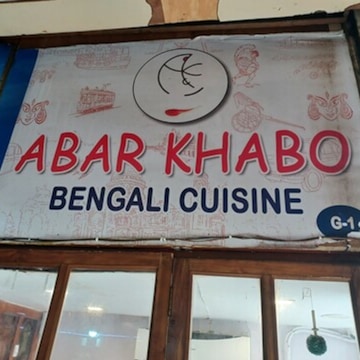 ABAR KHABO
BENGALI CUISINE
G-1